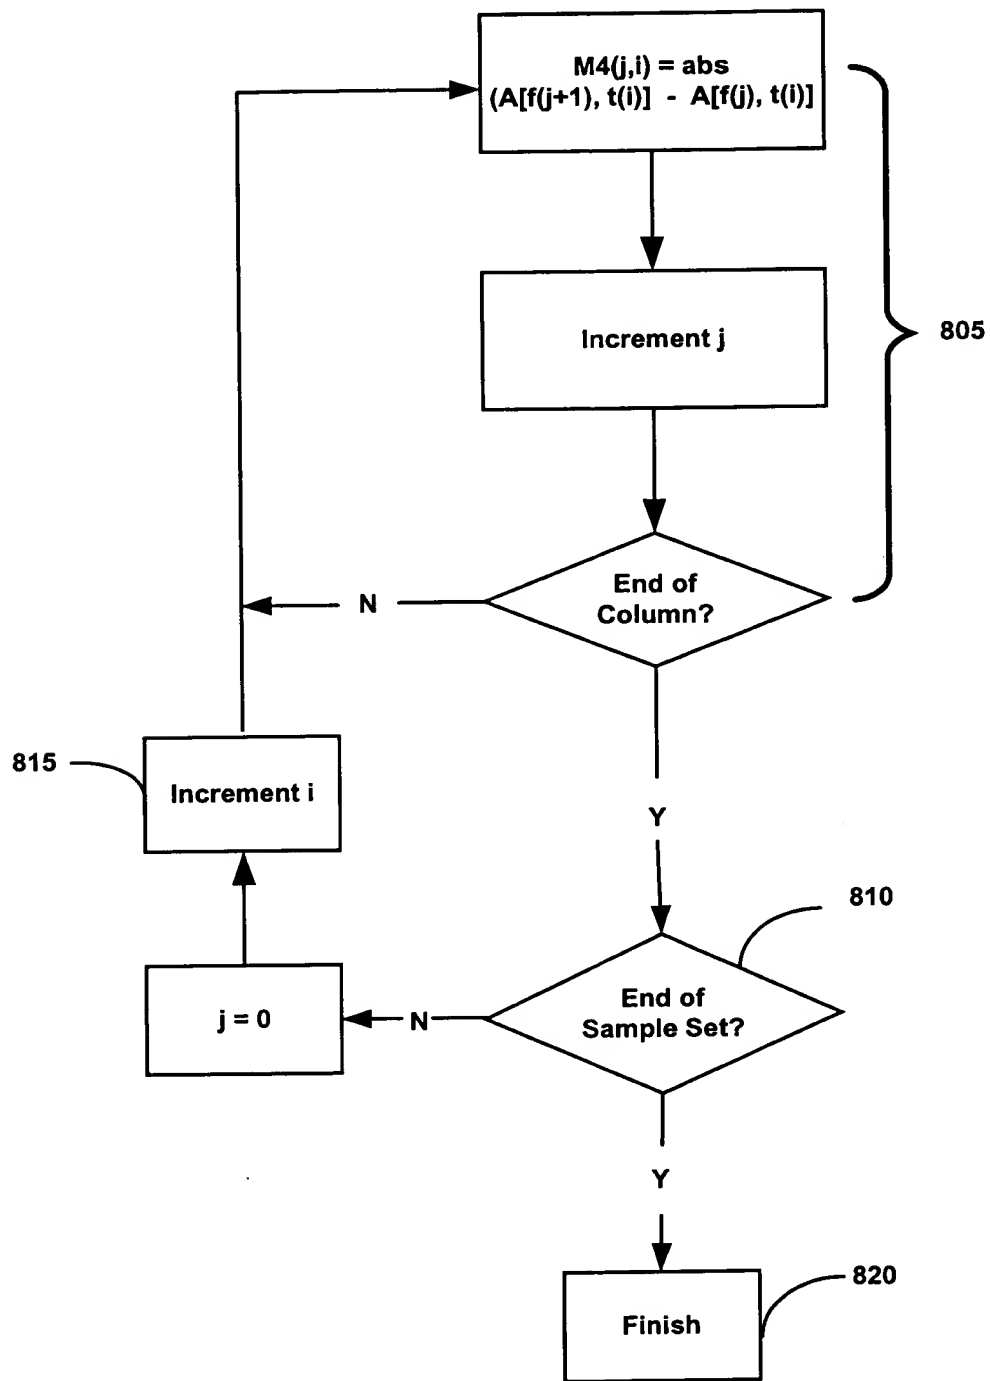 M4(j,i) = abs
(A[f(j+1), t(i)] - A[f(j), t(i)]
805
Increment j
End of
Column?
N
815
Increment i
Y
810
End of
Sample Set?
N
j = 0
Y
820
Finish